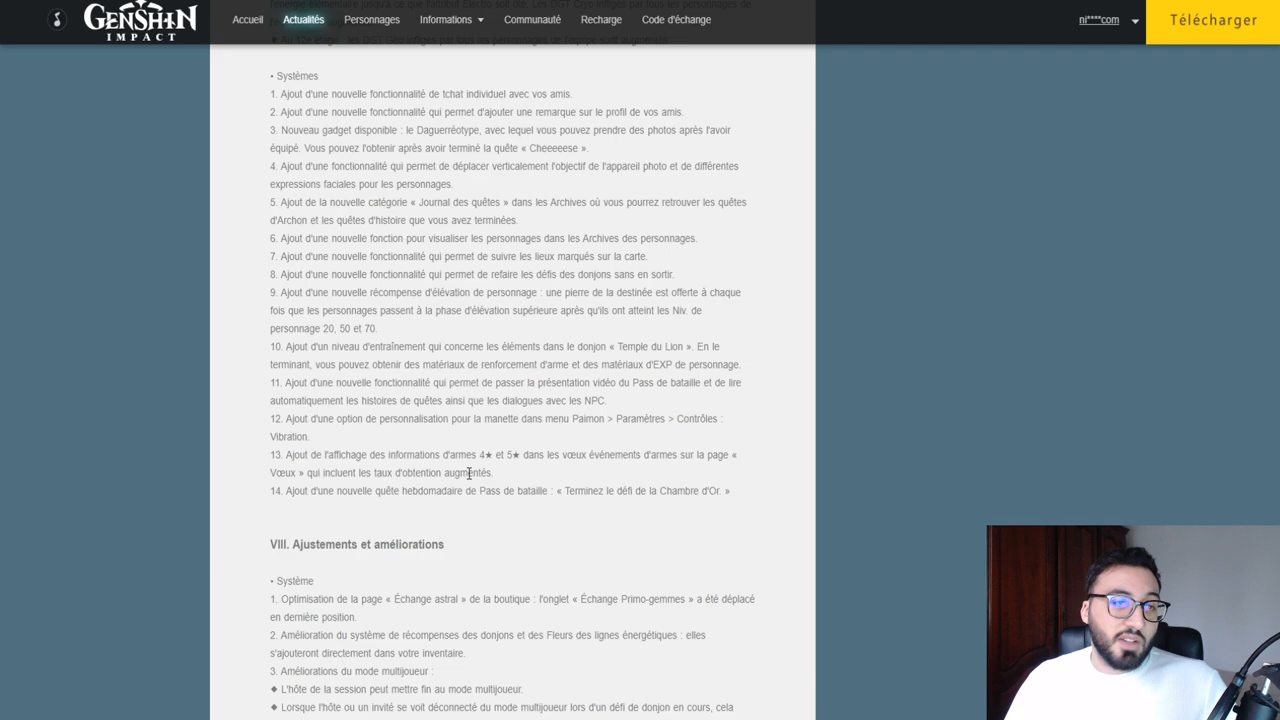 GENSHIN
IMPACT
Accueil
Actualités
Personnages
Informations
Communauté
Recharge
Code d'échange
ni****com
Télécharger
• Systèmes
1. Ajout d'une nouvelle fonctionnalité de tchat individuel avec vos amis.
2. Ajout d'une nouvelle fonctionnalité qui permet d'ajouter une remarque sur le profil de vos amis.
3. Nouveau gadget disponible : le Daguerréotype, avec lequel vous pouvez prendre des photos après l'avoir
équipé. Vous pouvez l'obtenir après avoir terminé la quête « Cheeeeese ».
4. Ajout d'une fonctionnalité qui permet de déplacer verticalement l'objectif de l'appareil photo et de différentes
expressions faciales pour les personnages.
5. Ajout de la nouvelle catégorie « Journal des quêtes » dans les Archives où vous pourrez retrouver les quêtes
d'Archon et les quêtes d'histoire que vous avez terminées.
6. Ajout d'une nouvelle fonction pour visualiser les personnages dans les Archives des personnages.
7. Ajout d'une nouvelle fonctionnalité qui permet de suivre les lieux marqués sur la carte.
8. Ajout d'une nouvelle fonctionnalité qui permet de refaire les défis des donjons sans en sortir.
9. Ajout d'une nouvelle récompense d'élévation de personnage : une pierre de la destinée est offerte à chaque
fois que les personnages passent à la phase d'élévation supérieure après qu'ils ont atteint les Niv. de
personnage 20, 50 et 70.
10. Ajout d'un niveau d'entraînement qui concerne les éléments dans le donjon « Temple du Lion ». En le
terminant, vous pouvez obtenir des matériaux de renforcement d'arme et des matériaux d'EXP de personnage.
11. Ajout d'une nouvelle fonctionnalité qui permet de passer la présentation vidéo du Pass de bataille et de lire
automatiquement les histoires de quêtes ainsi que les dialogues avec les NPC.
12. Ajout d'une option de personnalisation pour la manette dans menu Paimon > Paramètres > Contrôles :
Vibration.
13. Ajout de l'affichage des informations d'armes 4★ et 5★ dans les vœux événements d'armes sur la page «
Vœux » qui incluent les taux d'obtention augmentés.
14. Ajout d'une nouvelle quête hebdomadaire de Pass de bataille : « Terminez le défi de la Chambre d'Or. »
VIII. Ajustements et améliorations
• Système
1. Optimisation de la page « Échange astral » de la boutique : l'onglet « Échange Primo-gemmes » a été déplacé
en dernière position.
2. Amélioration du système de récompenses des donjons et des Fleurs des lignes énergétiques : elles
s'ajouteront directement dans votre inventaire.
3. Améliorations du mode multijoueur :
◆ L'hôte de la session peut mettre fin au mode multijoueur.
◆ Lorsque l'hôte ou un invité se voit déconnecté du mode multijoueur lors d'un défi de donjon en cours, cela